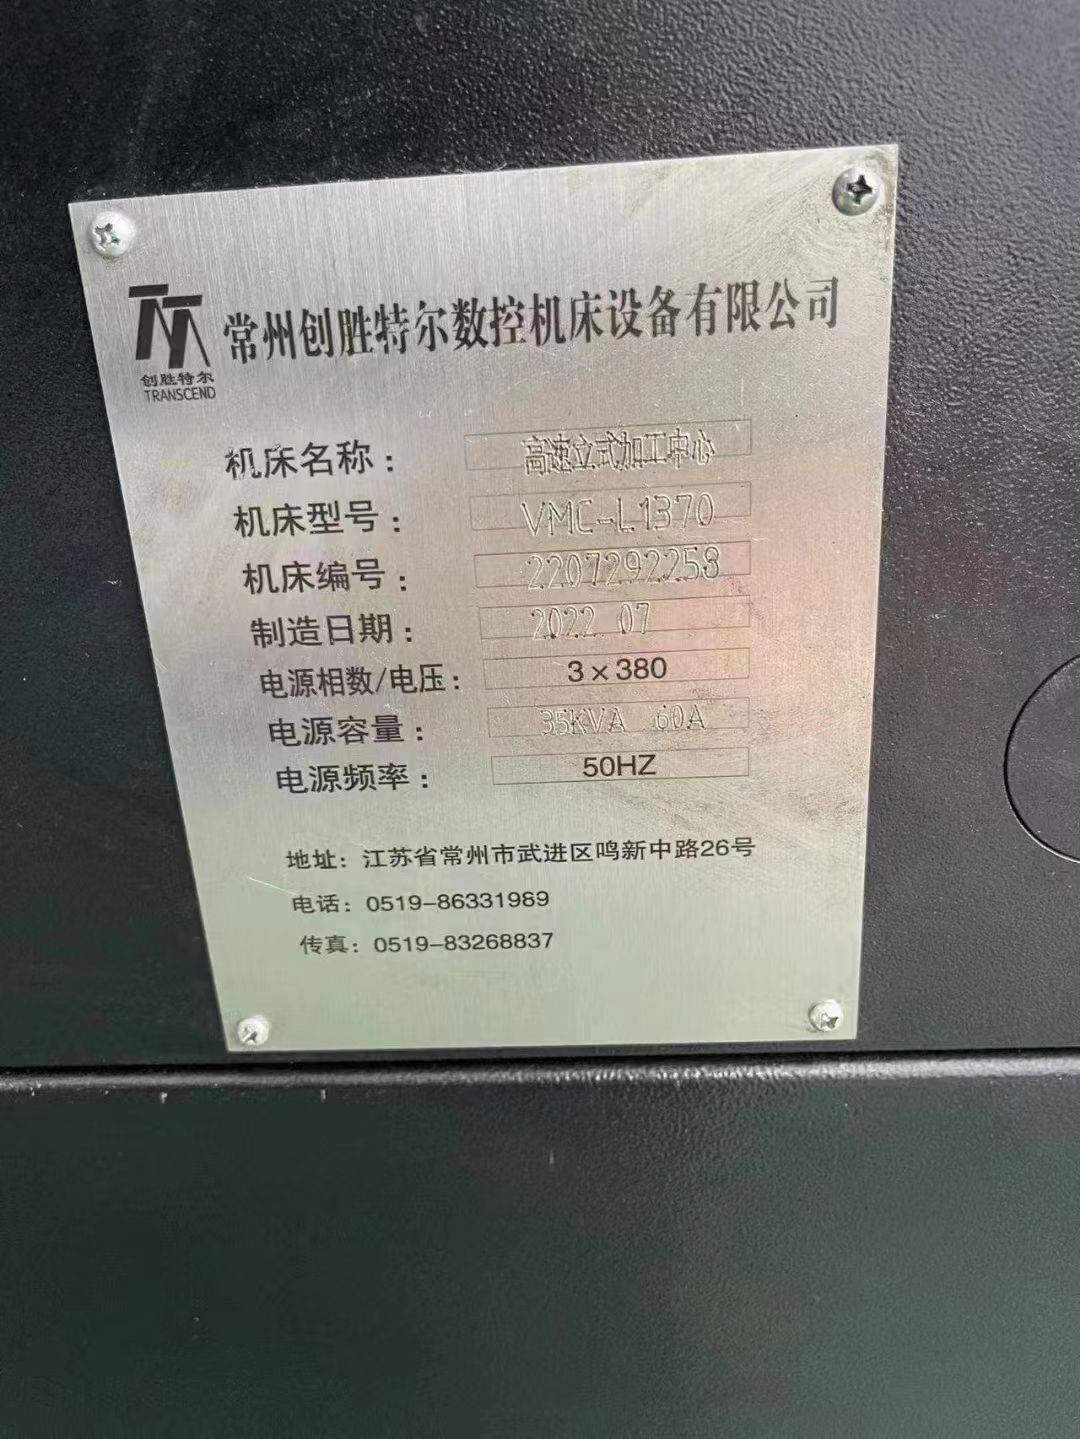 常州创胜特尔数控机床设备有限公司
创胜特尔
TRANSCEND
机床名称: 高速立式加工中心
机床型号: VMC-L1370
机床编号: 2207292258
制造日期: 2022 07
电源相数/电压: 3×380
电源容量: 35KVA 60A
电源频率: 50HZ
地址: 江苏省常州市武进区鸣新中路26号
电话: 0519-86331989
传真: 0519-83268837